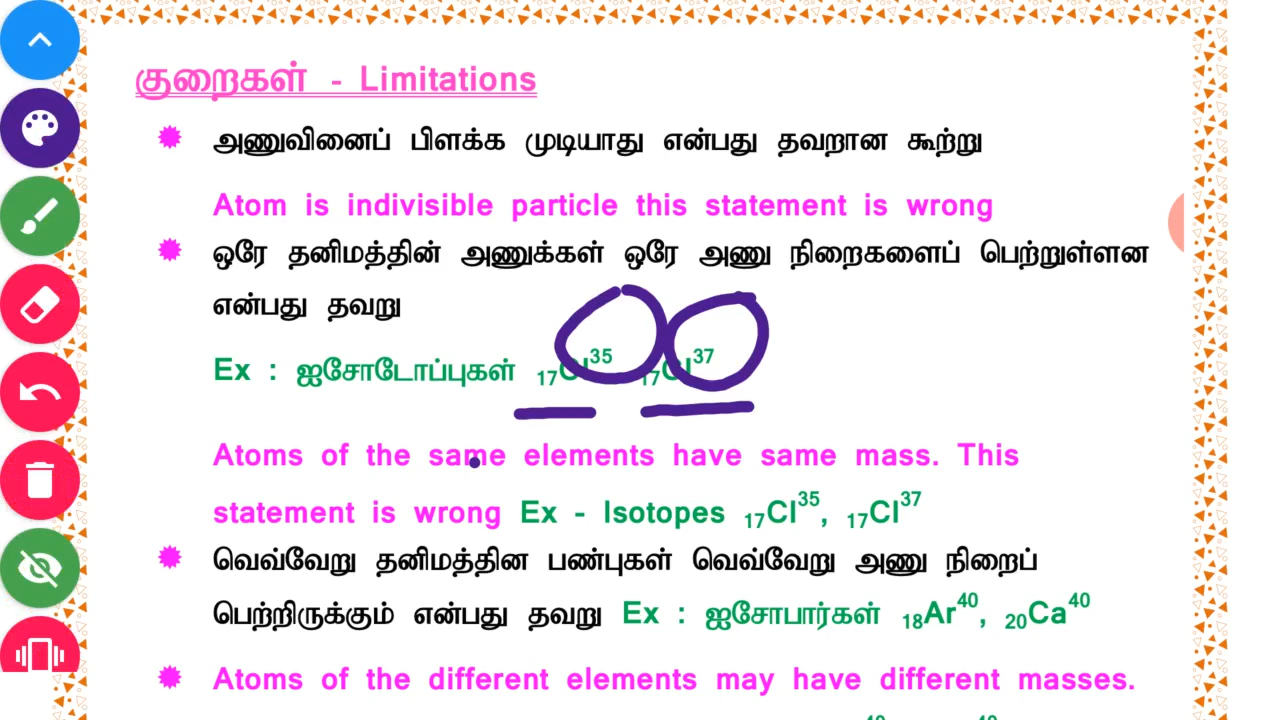 குறைகள் - Limitations
அணுவினைப் பிளக்க முடியாது என்பது தவறான கூற்று
Atom is indivisible particle this statement is wrong
ஒரே தனிமத்தின் அணுக்கள் ஒரே அணு நிறைகளைப் பெற்றுள்ளன
என்பது தவறு
Ex : ஐசோடோப்புகள் ₁₇Cl³⁵ ₁₇Cl³⁷
Atoms of the same elements have same mass. This
statement is wrong Ex - Isotopes ₁₇Cl³⁵, ₁₇Cl³⁷
வெவ்வேறு தனிமத்தின பண்புகள் வெவ்வேறு அணு நிறைப்
பெற்றிருக்கும் என்பது தவறு Ex : ஐசோபார்கள் ₁₈Ar⁴⁰, ₂₀Ca⁴⁰
Atoms of the different elements may have different masses.